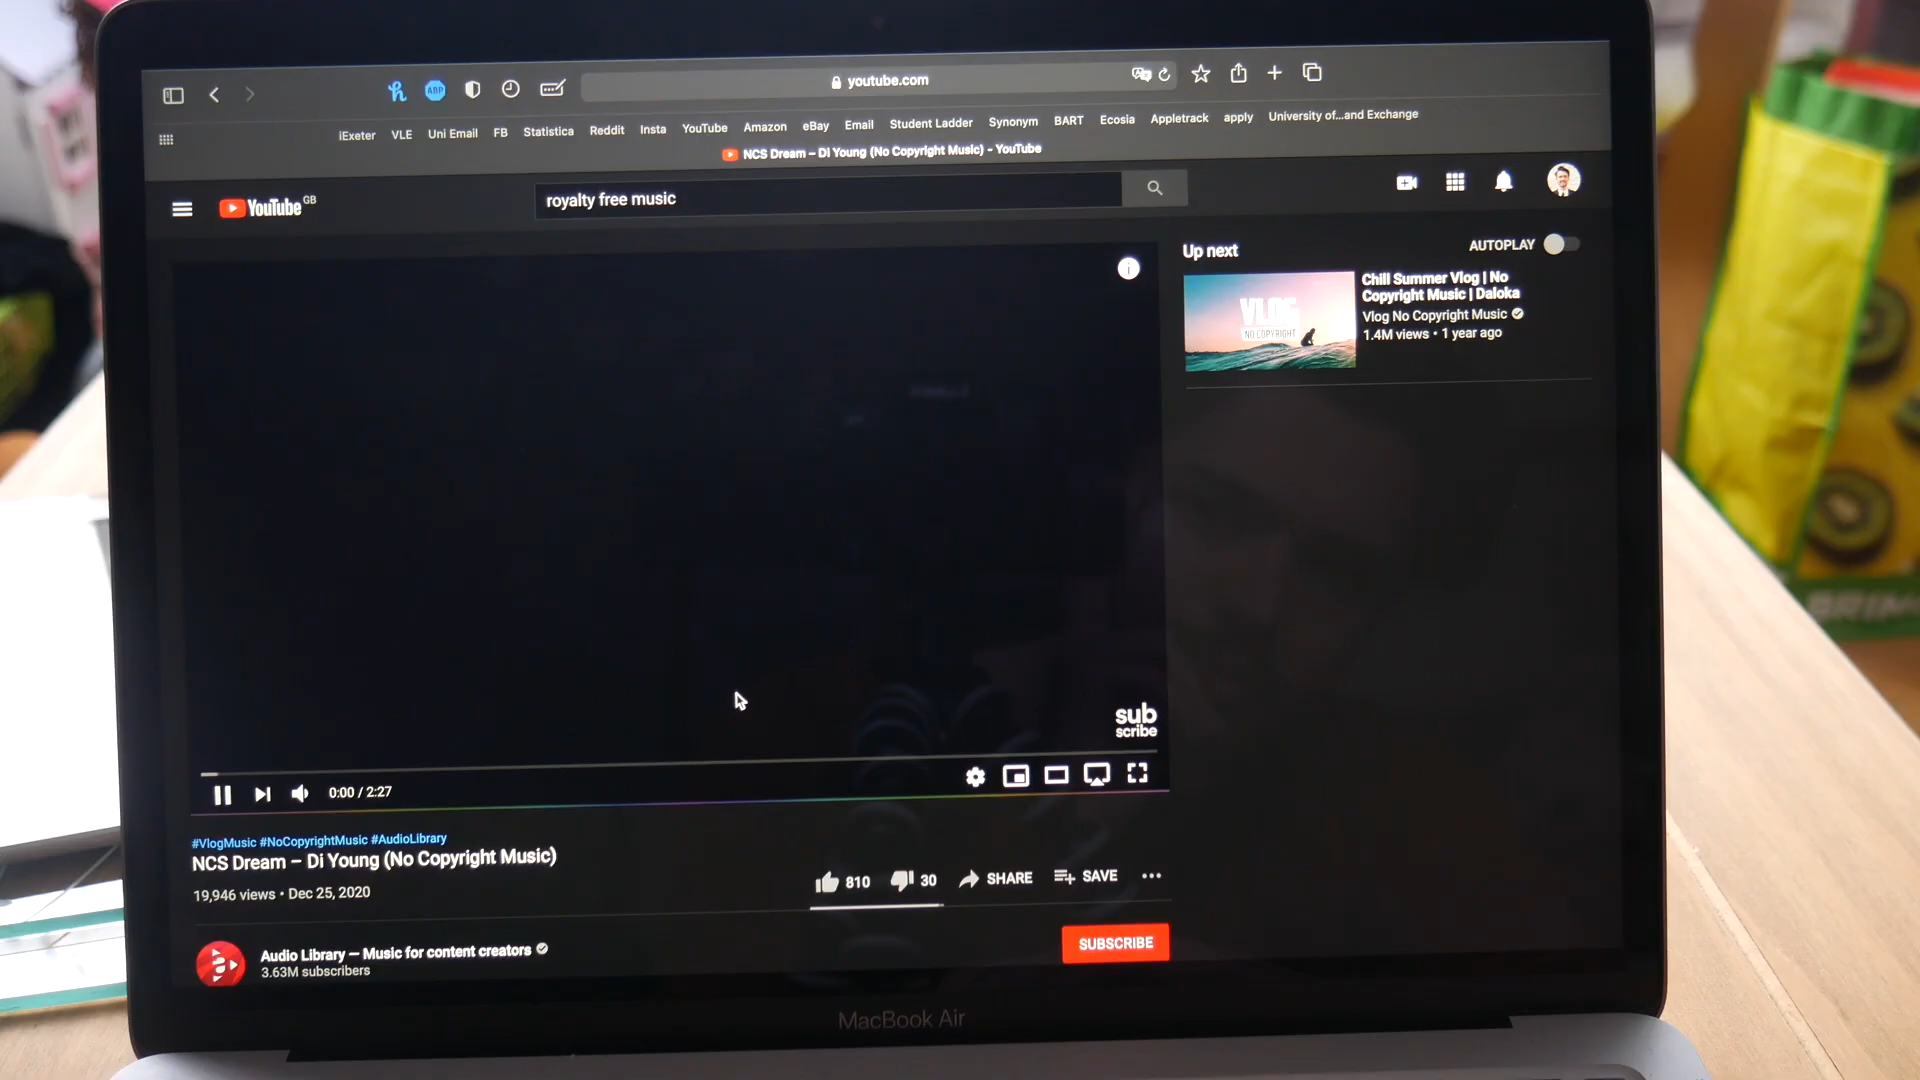 ABP
youtube.com
iExeter VLE Uni Email FB Statistica Reddit Insta YouTube Amazon eBay Email Student Ladder Synonym BART Ecosia Appletrack apply University of...and Exchange
NCS Dream – Di Young (No Copyright Music) - YouTube
YouTube GB
royalty free music
Up next
AUTOPLAY
VLOG
NO COPYRIGHT
Chill Summer Vlog | No
Copyright Music | Daloka
Vlog No Copyright Music
1.4M views • 1 year ago
sub
scribe
0:00 / 2:27
#VlogMusic #NoCopyrightMusic #AudioLibrary
NCS Dream – Di Young (No Copyright Music)
19,946 views • Dec 25, 2020
810 30 SHARE SAVE
Audio Library — Music for content creators
3.63M subscribers
SUBSCRIBE
MacBook Air